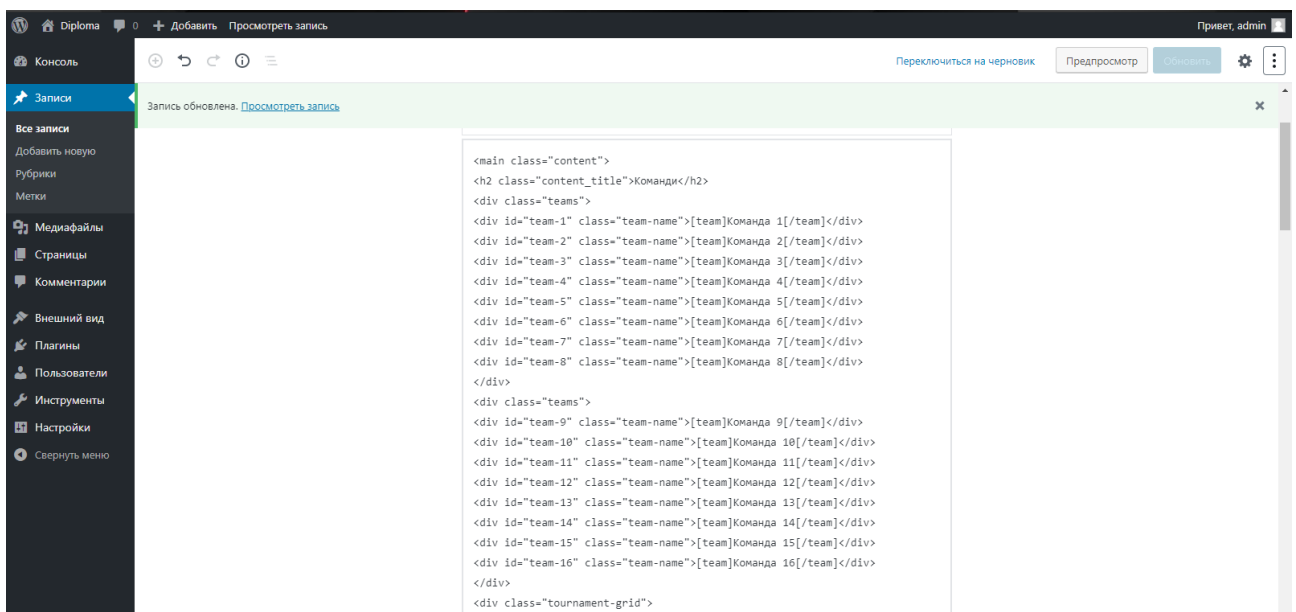 Diploma 0 Добавить Просмотреть запись Привет, admin
Консоль
Переключиться на черновик Предпросмотр Обновить
Записи
Запись обновлена. Просмотреть запись
Все записи
Добавить новую
Рубрики
Метки
Медиафайлы
Страницы
Комментарии
Внешний вид
Плагины
Пользователи
Инструменты
Настройки
Свернуть меню
<main class="content">
<h2 class="content_title">Команди</h2>
<div class="teams">
<div id="team-1" class="team-name">[team]Команда 1[/team]</div>
<div id="team-2" class="team-name">[team]Команда 2[/team]</div>
<div id="team-3" class="team-name">[team]Команда 3[/team]</div>
<div id="team-4" class="team-name">[team]Команда 4[/team]</div>
<div id="team-5" class="team-name">[team]Команда 5[/team]</div>
<div id="team-6" class="team-name">[team]Команда 6[/team]</div>
<div id="team-7" class="team-name">[team]Команда 7[/team]</div>
<div id="team-8" class="team-name">[team]Команда 8[/team]</div>
</div>
<div class="teams">
<div id="team-9" class="team-name">[team]Команда 9[/team]</div>
<div id="team-10" class="team-name">[team]Команда 10[/team]</div>
<div id="team-11" class="team-name">[team]Команда 11[/team]</div>
<div id="team-12" class="team-name">[team]Команда 12[/team]</div>
<div id="team-13" class="team-name">[team]Команда 13[/team]</div>
<div id="team-14" class="team-name">[team]Команда 14[/team]</div>
<div id="team-15" class="team-name">[team]Команда 15[/team]</div>
<div id="team-16" class="team-name">[team]Команда 16[/team]</div>
</div>
<div class="tournament-grid">